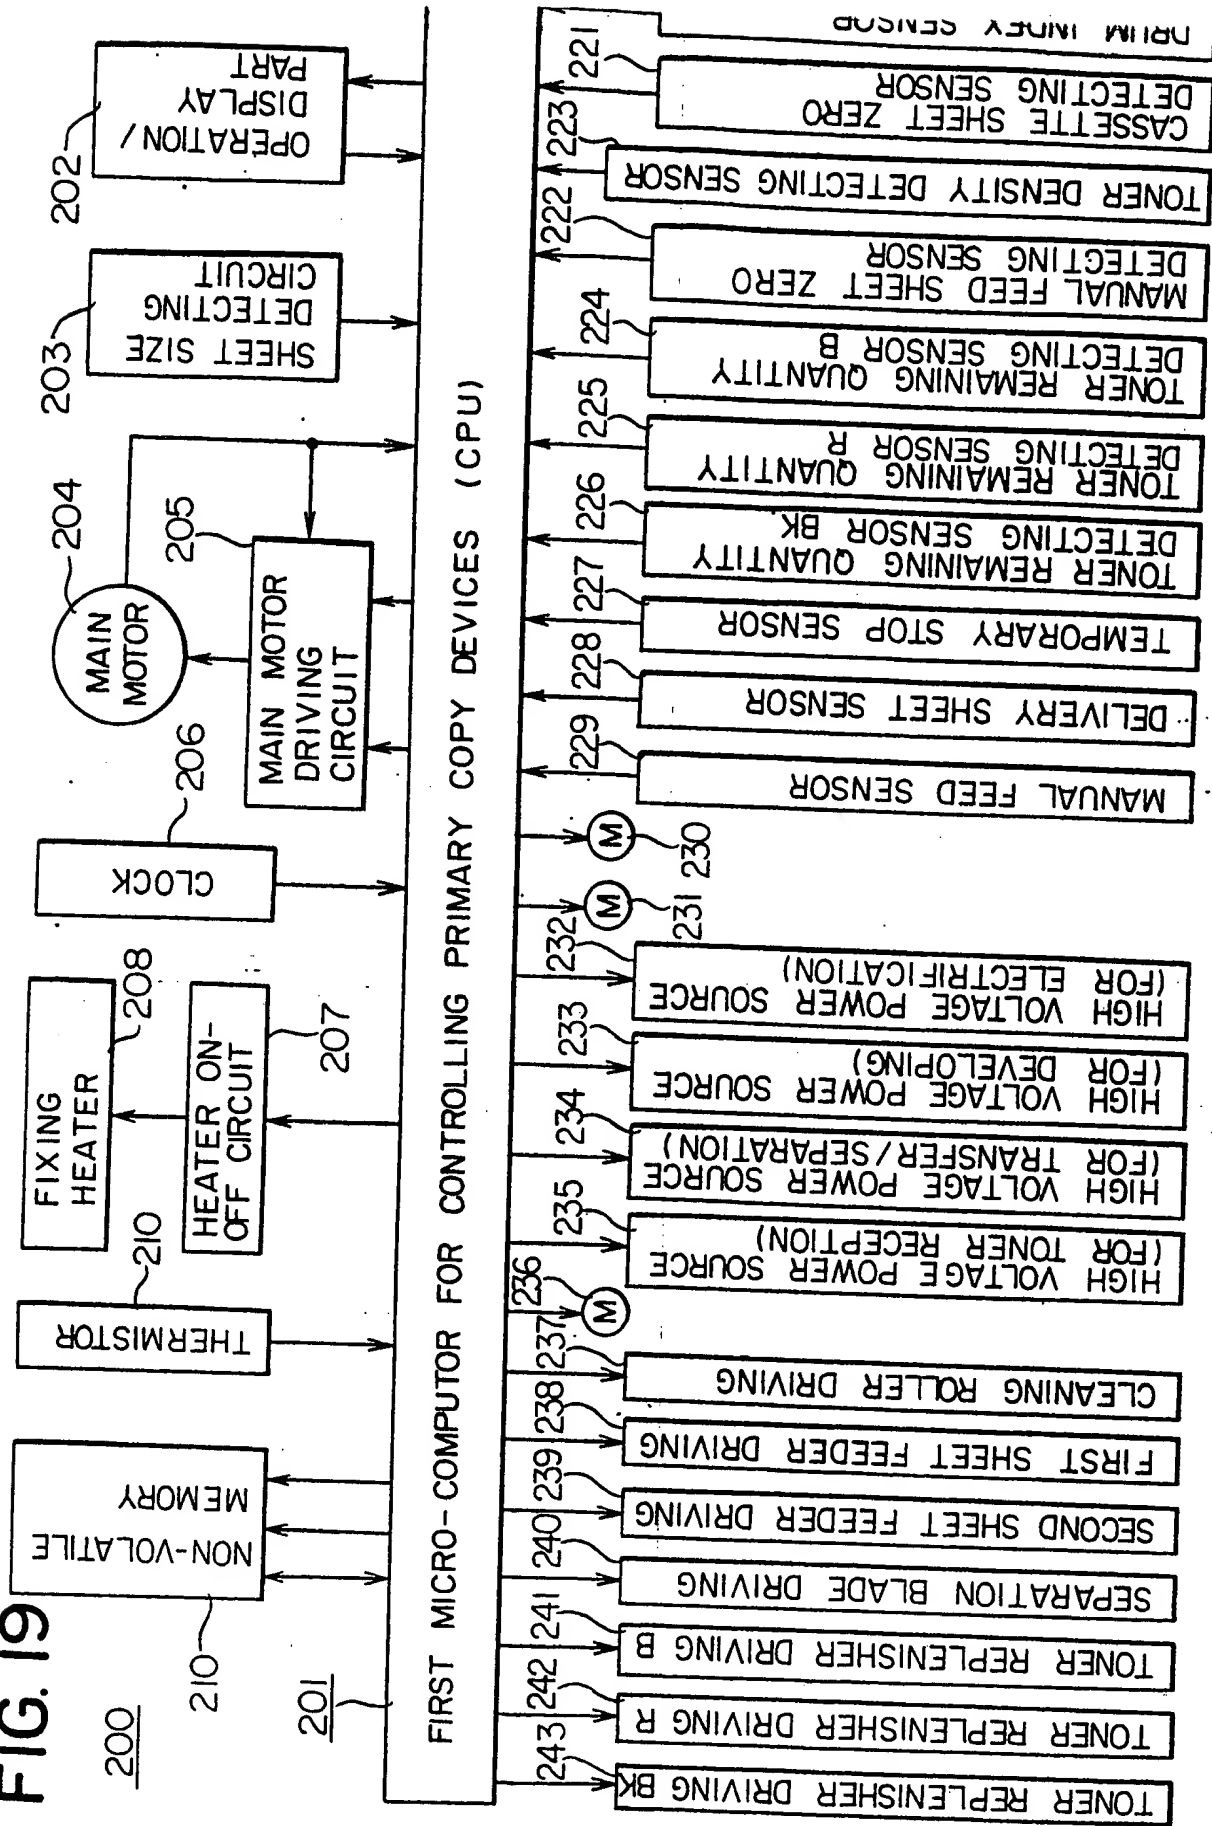 FIG. 19
200
210
NON-VOLATILE
MEMORY
THERMISTOR
210
FIXING
HEATER
208
HEATER ON-
OFF CIRCUIT
207
CLOCK
206
MAIN
MOTOR
204
MAIN MOTOR
DRIVING
CIRCUIT
205
203
SHEET SIZE
DETECTING
CIRCUIT
202
OPERATION/
DISPLAY
PART
201
FIRST MICRO-COMPUTOR FOR CONTROLLING PRIMARY COPY DEVICES (CPU)
243
TONER REPLENISHER DRIVING BK
242
TONER REPLENISHER DRIVING R
241
TONER REPLENISHER DRIVING B
240
SEPARATION BLADE DRIVING
239
SECOND SHEET FEEDER DRIVING
238
FIRST SHEET FEEDER DRIVING
237
CLEANING ROLLER DRIVING
236
M
235
HIGH VOLTAGE POWER SOURCE
(FOR TONER RECEPTION)
234
HIGH VOLTAGE POWER SOURCE
(FOR TRANSFER/SEPARATION)
233
HIGH VOLTAGE POWER SOURCE
(FOR DEVELOPING)
232
HIGH VOLTAGE POWER SOURCE
(FOR ELECTRIFICATION)
M
231
M
230
229
MANUAL FEED SENSOR
228
DELIVERY SHEET SENSOR
227
TEMPORARY STOP SENSOR
226
TONER REMAINING QUANTITY
DETECTING SENSOR BK
225
TONER REMAINING QUANTITY
DETECTING SENSOR R
224
TONER REMAINING QUANTITY
DETECTING SENSOR B
222
MANUAL FEED SHEET ZERO
DETECTING SENSOR
223
TONER DENSITY DETECTING SENSOR
221
CASSETTE SHEET ZERO
DETECTING SENSOR
DRUM INDEX SENSOR